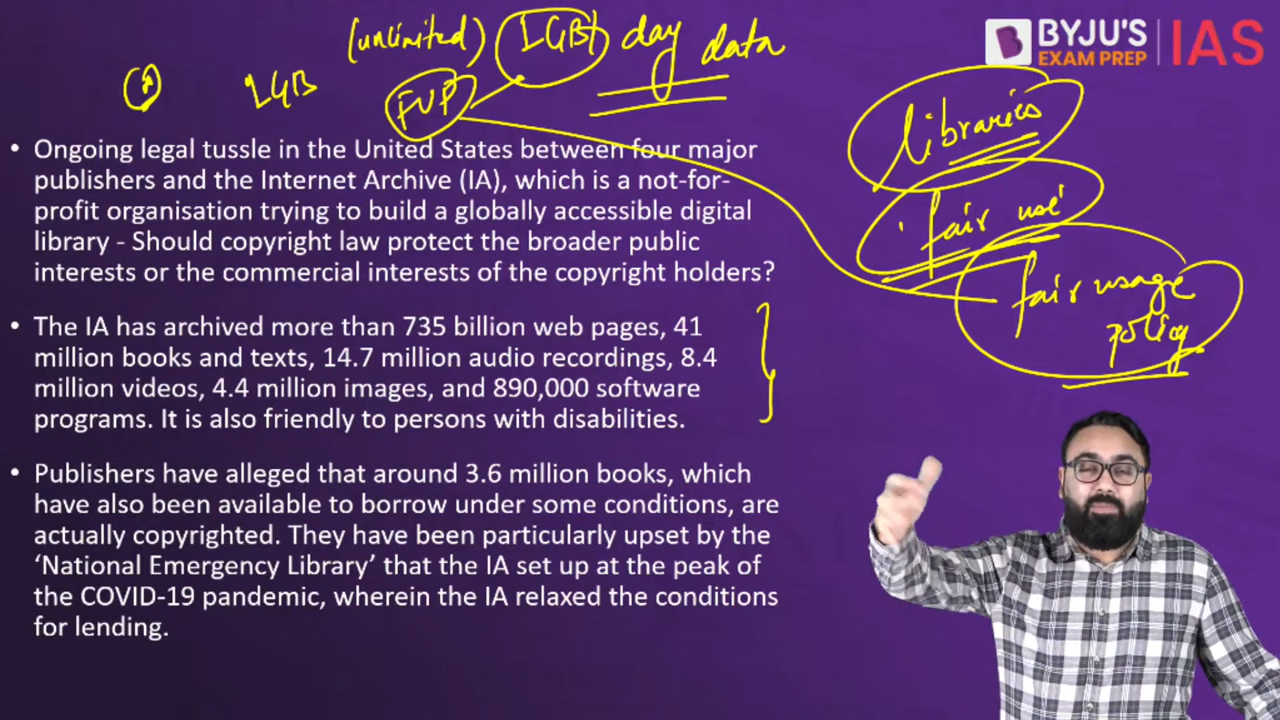 (unlimited) 1GB/ day data
1GB
FUP
BYJU'S
EXAM PREP
IAS
libraries
'fair use'
fair usage
policy
• Ongoing legal tussle in the United States between four major
publishers and the Internet Archive (IA), which is a not-for-
profit organisation trying to build a globally accessible digital
library - Should copyright law protect the broader public
interests or the commercial interests of the copyright holders?
• The IA has archived more than 735 billion web pages, 41
million books and texts, 14.7 million audio recordings, 8.4
million videos, 4.4 million images, and 890,000 software
programs. It is also friendly to persons with disabilities.
• Publishers have alleged that around 3.6 million books, which
have also been available to borrow under some conditions, are
actually copyrighted. They have been particularly upset by the
‘National Emergency Library’ that the IA set up at the peak of
the COVID-19 pandemic, wherein the IA relaxed the conditions
for lending.